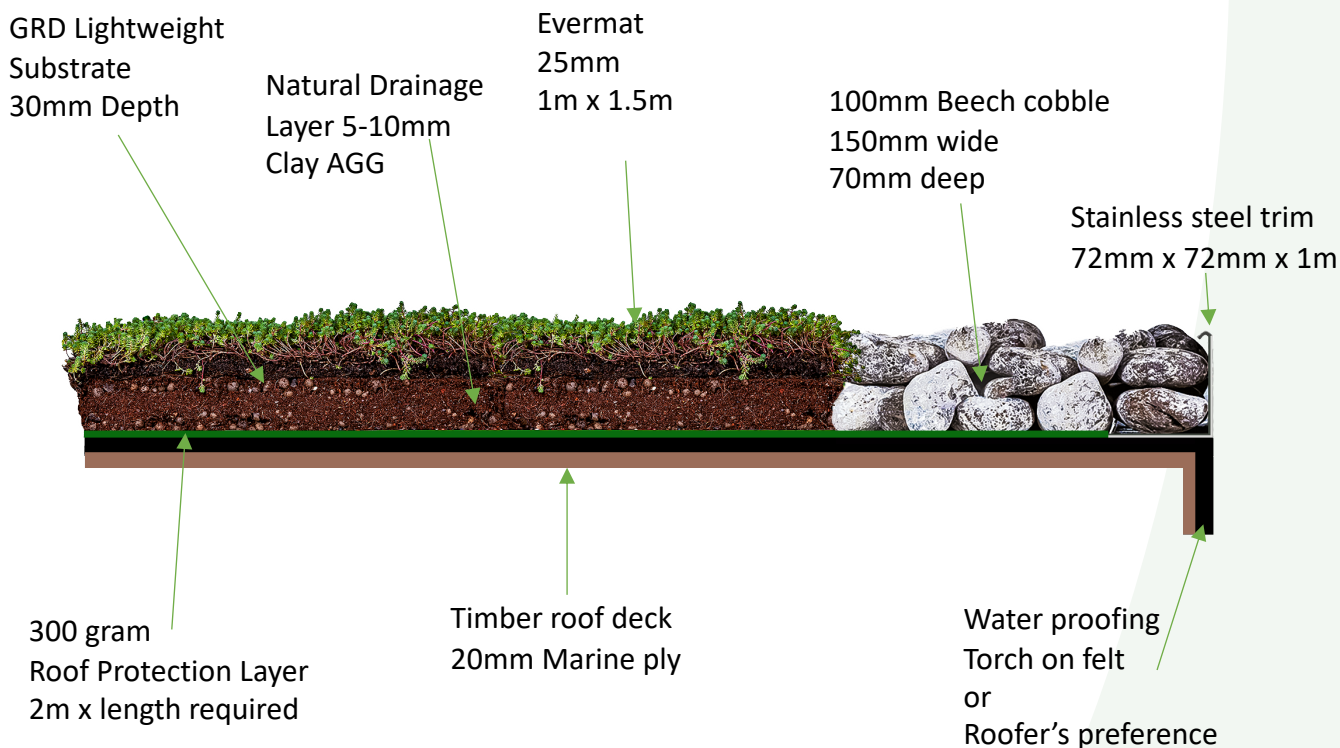 GRD Lightweight
Substrate
30mm Depth
Natural Drainage
Layer 5-10mm
Clay AGG
Evermat
25mm
1m x 1.5m
100mm Beech cobble
150mm wide
70mm deep
Stainless steel trim
72mm x 72mm x 1m
300 gram
Roof Protection Layer
2m x length required
Timber roof deck
20mm Marine ply
Water proofing
Torch on felt
or
Roofer’s preference